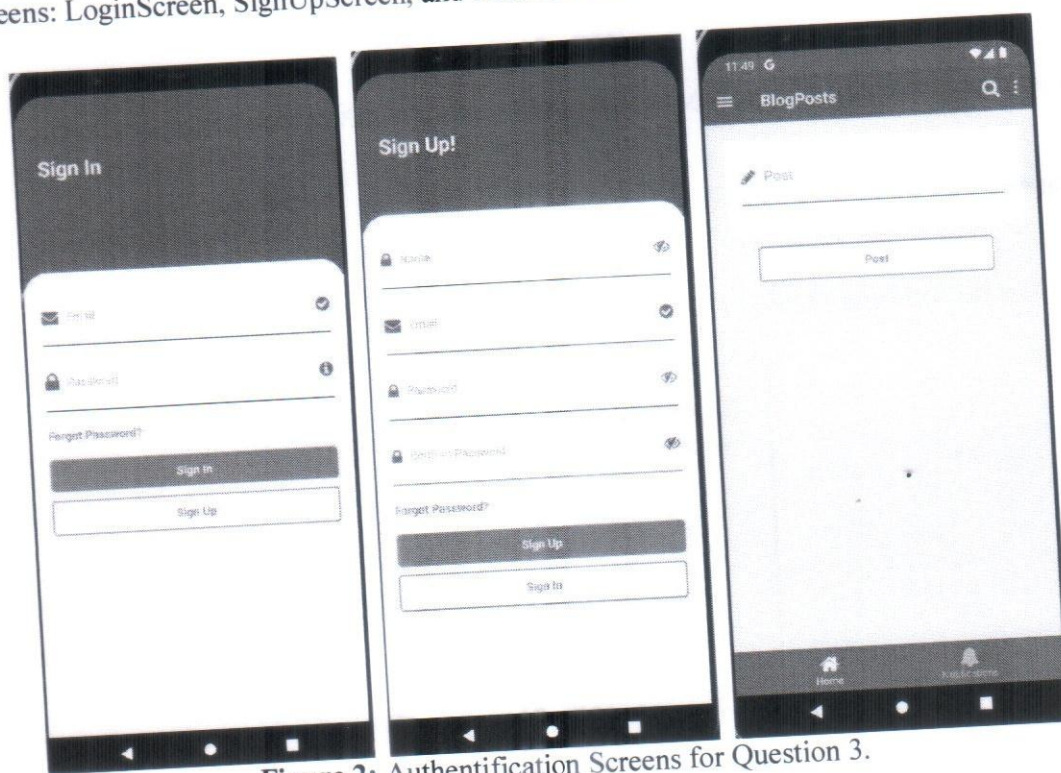 eens: LoginScreen, SignUpScreen, and
Sign In
Email
Password
Forgot Password?
Sign In
Sign Up
Sign Up!
Name
Email
Password
Password
Forgot Password?
Sign Up
Sign In
11:49 G
BlogPosts
Post
Post
Home
Notifications
Figure 2: Authentification Screens for Question 3.